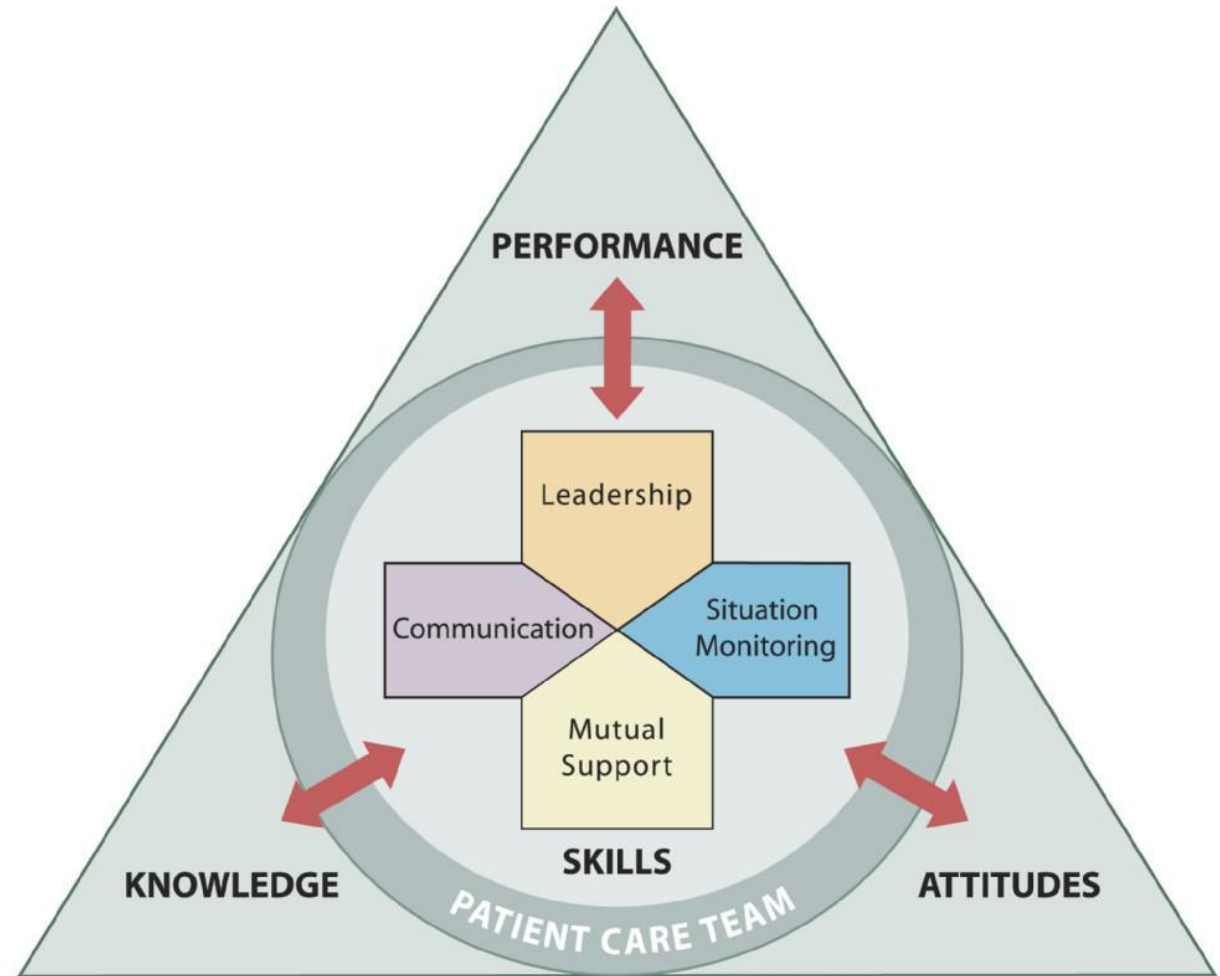 PERFORMANCE
Leadership
Communication
Situation
Monitoring
Mutual
Support
SKILLS
KNOWLEDGE
ATTITUDES
PATIENT CARE TEAM